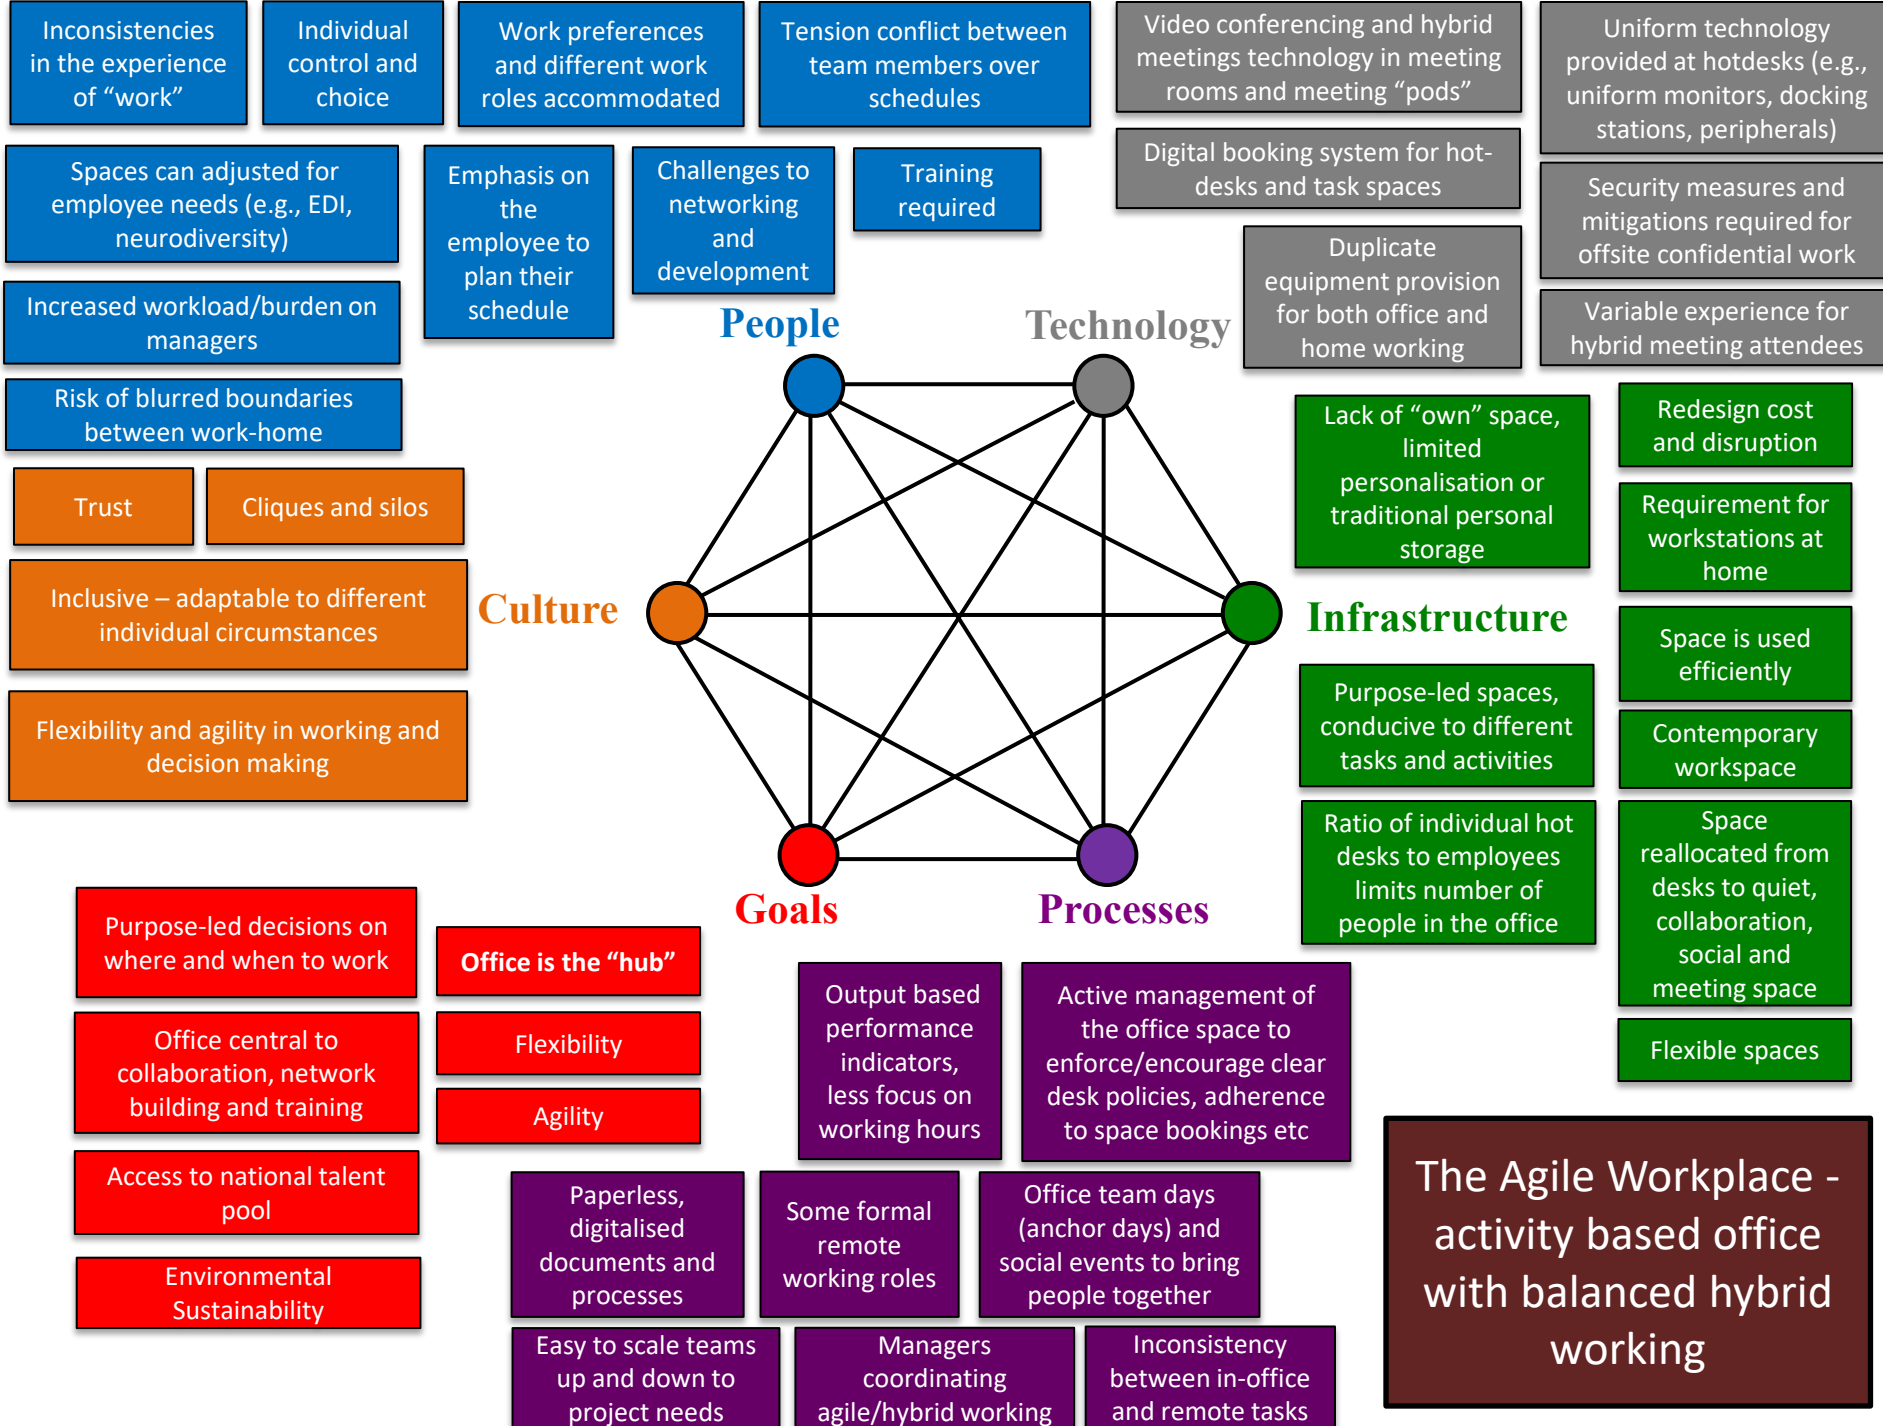 Inconsistencies
in the experience
of “work”
Individual
control and
choice
Work preferences
and different work
roles accommodated
Tension conflict between
team members over
schedules
Spaces can adjusted for
employee needs (e.g., EDI,
neurodiversity)
Emphasis on
the
employee to
plan their
schedule
Challenges to
networking
and
development
Training
required
Increased workload/burden on
managers
Risk of blurred boundaries
between work-home
People
Video conferencing and hybrid
meetings technology in meeting
rooms and meeting “pods”
Uniform technology
provided at hotdesks (e.g.,
uniform monitors, docking
stations, peripherals)
Digital booking system for hot-
desks and task spaces
Security measures and
mitigations required for
offsite confidential work
Duplicate
equipment provision
for both office and
home working
Variable experience for
hybrid meeting attendees
Technology
Trust
Cliques and silos
Inclusive – adaptable to different
individual circumstances
Flexibility and agility in working and
decision making
Culture
Lack of “own” space,
limited
personalisation or
traditional personal
storage
Redesign cost
and disruption
Requirement for
workstations at
home
Infrastructure
Space is used
efficiently
Purpose-led spaces,
conducive to different
tasks and activities
Contemporary
workspace
Ratio of individual hot
desks to employees
limits number of
people in the office
Space
reallocated from
desks to quiet,
collaboration,
social and
meeting space
Flexible spaces
Goals
Purpose-led decisions on
where and when to work
Office is the “hub”
Office central to
collaboration, network
building and training
Flexibility
Agility
Access to national talent
pool
Environmental
Sustainability
Processes
Output based
performance
indicators,
less focus on
working hours
Active management of
the office space to
enforce/encourage clear
desk policies, adherence
to space bookings etc
Paperless,
digitalised
documents and
processes
Some formal
remote
working roles
Office team days
(anchor days) and
social events to bring
people together
Easy to scale teams
up and down to
project needs
Managers
coordinating
agile/hybrid working
Inconsistency
between in-office
and remote tasks
The Agile Workplace -
activity based office
with balanced hybrid
working